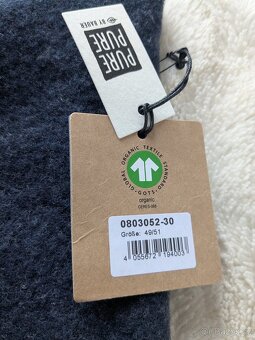 PURE
PURE
BY BAUER
GLOBAL ORGANIC TEXTILE STANDARD
·GOTS·
organic
0803052-30
Größe: 49/51
4 055672 194003